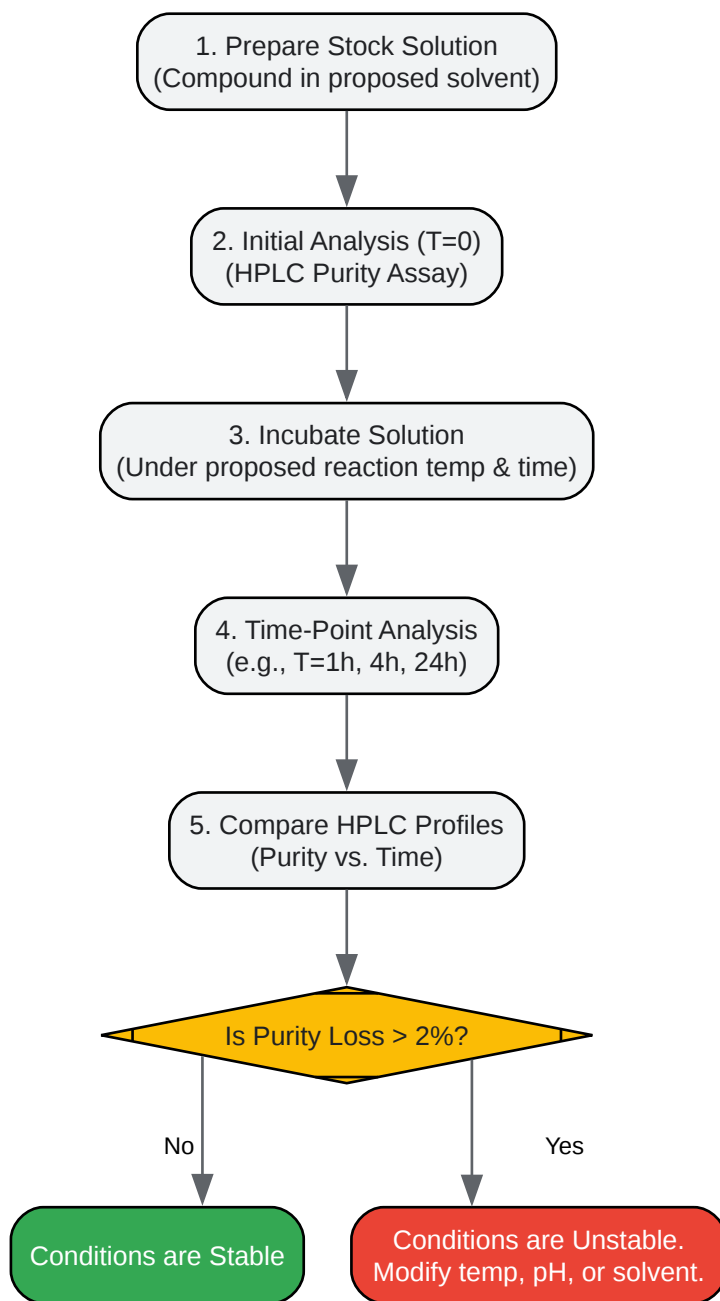 1. Prepare Stock Solution
(Compound in proposed solvent)
2. Initial Analysis (T=0)
(HPLC Purity Assay)
3. Incubate Solution
(Under proposed reaction temp & time)
4. Time-Point Analysis
(e.g., T=1h, 4h, 24h)
5. Compare HPLC Profiles
(Purity vs. Time)
Is Purity Loss > 2%?
No
Yes
Conditions are Stable
Conditions are Unstable.
Modify temp, pH, or solvent.